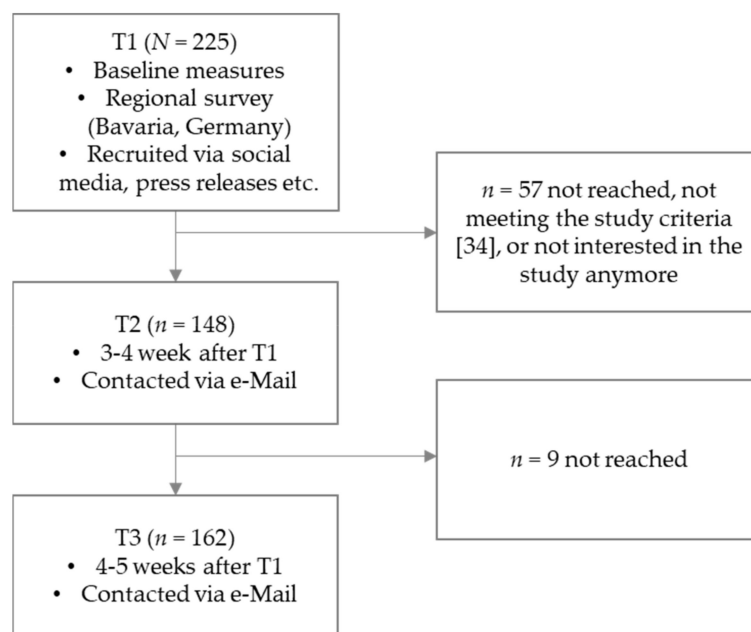 T1 (N = 225)
• Baseline measures
• Regional survey
(Bavaria, Germany)
• Recruited via social
media, press releases etc.
n = 57 not reached, not
meeting the study criteria
[34], or not interested in the
study anymore
T2 (n = 148)
• 3-4 week after T1
• Contacted via e-Mail
n = 9 not reached
T3 (n = 162)
• 4-5 weeks after T1
• Contacted via e-Mail